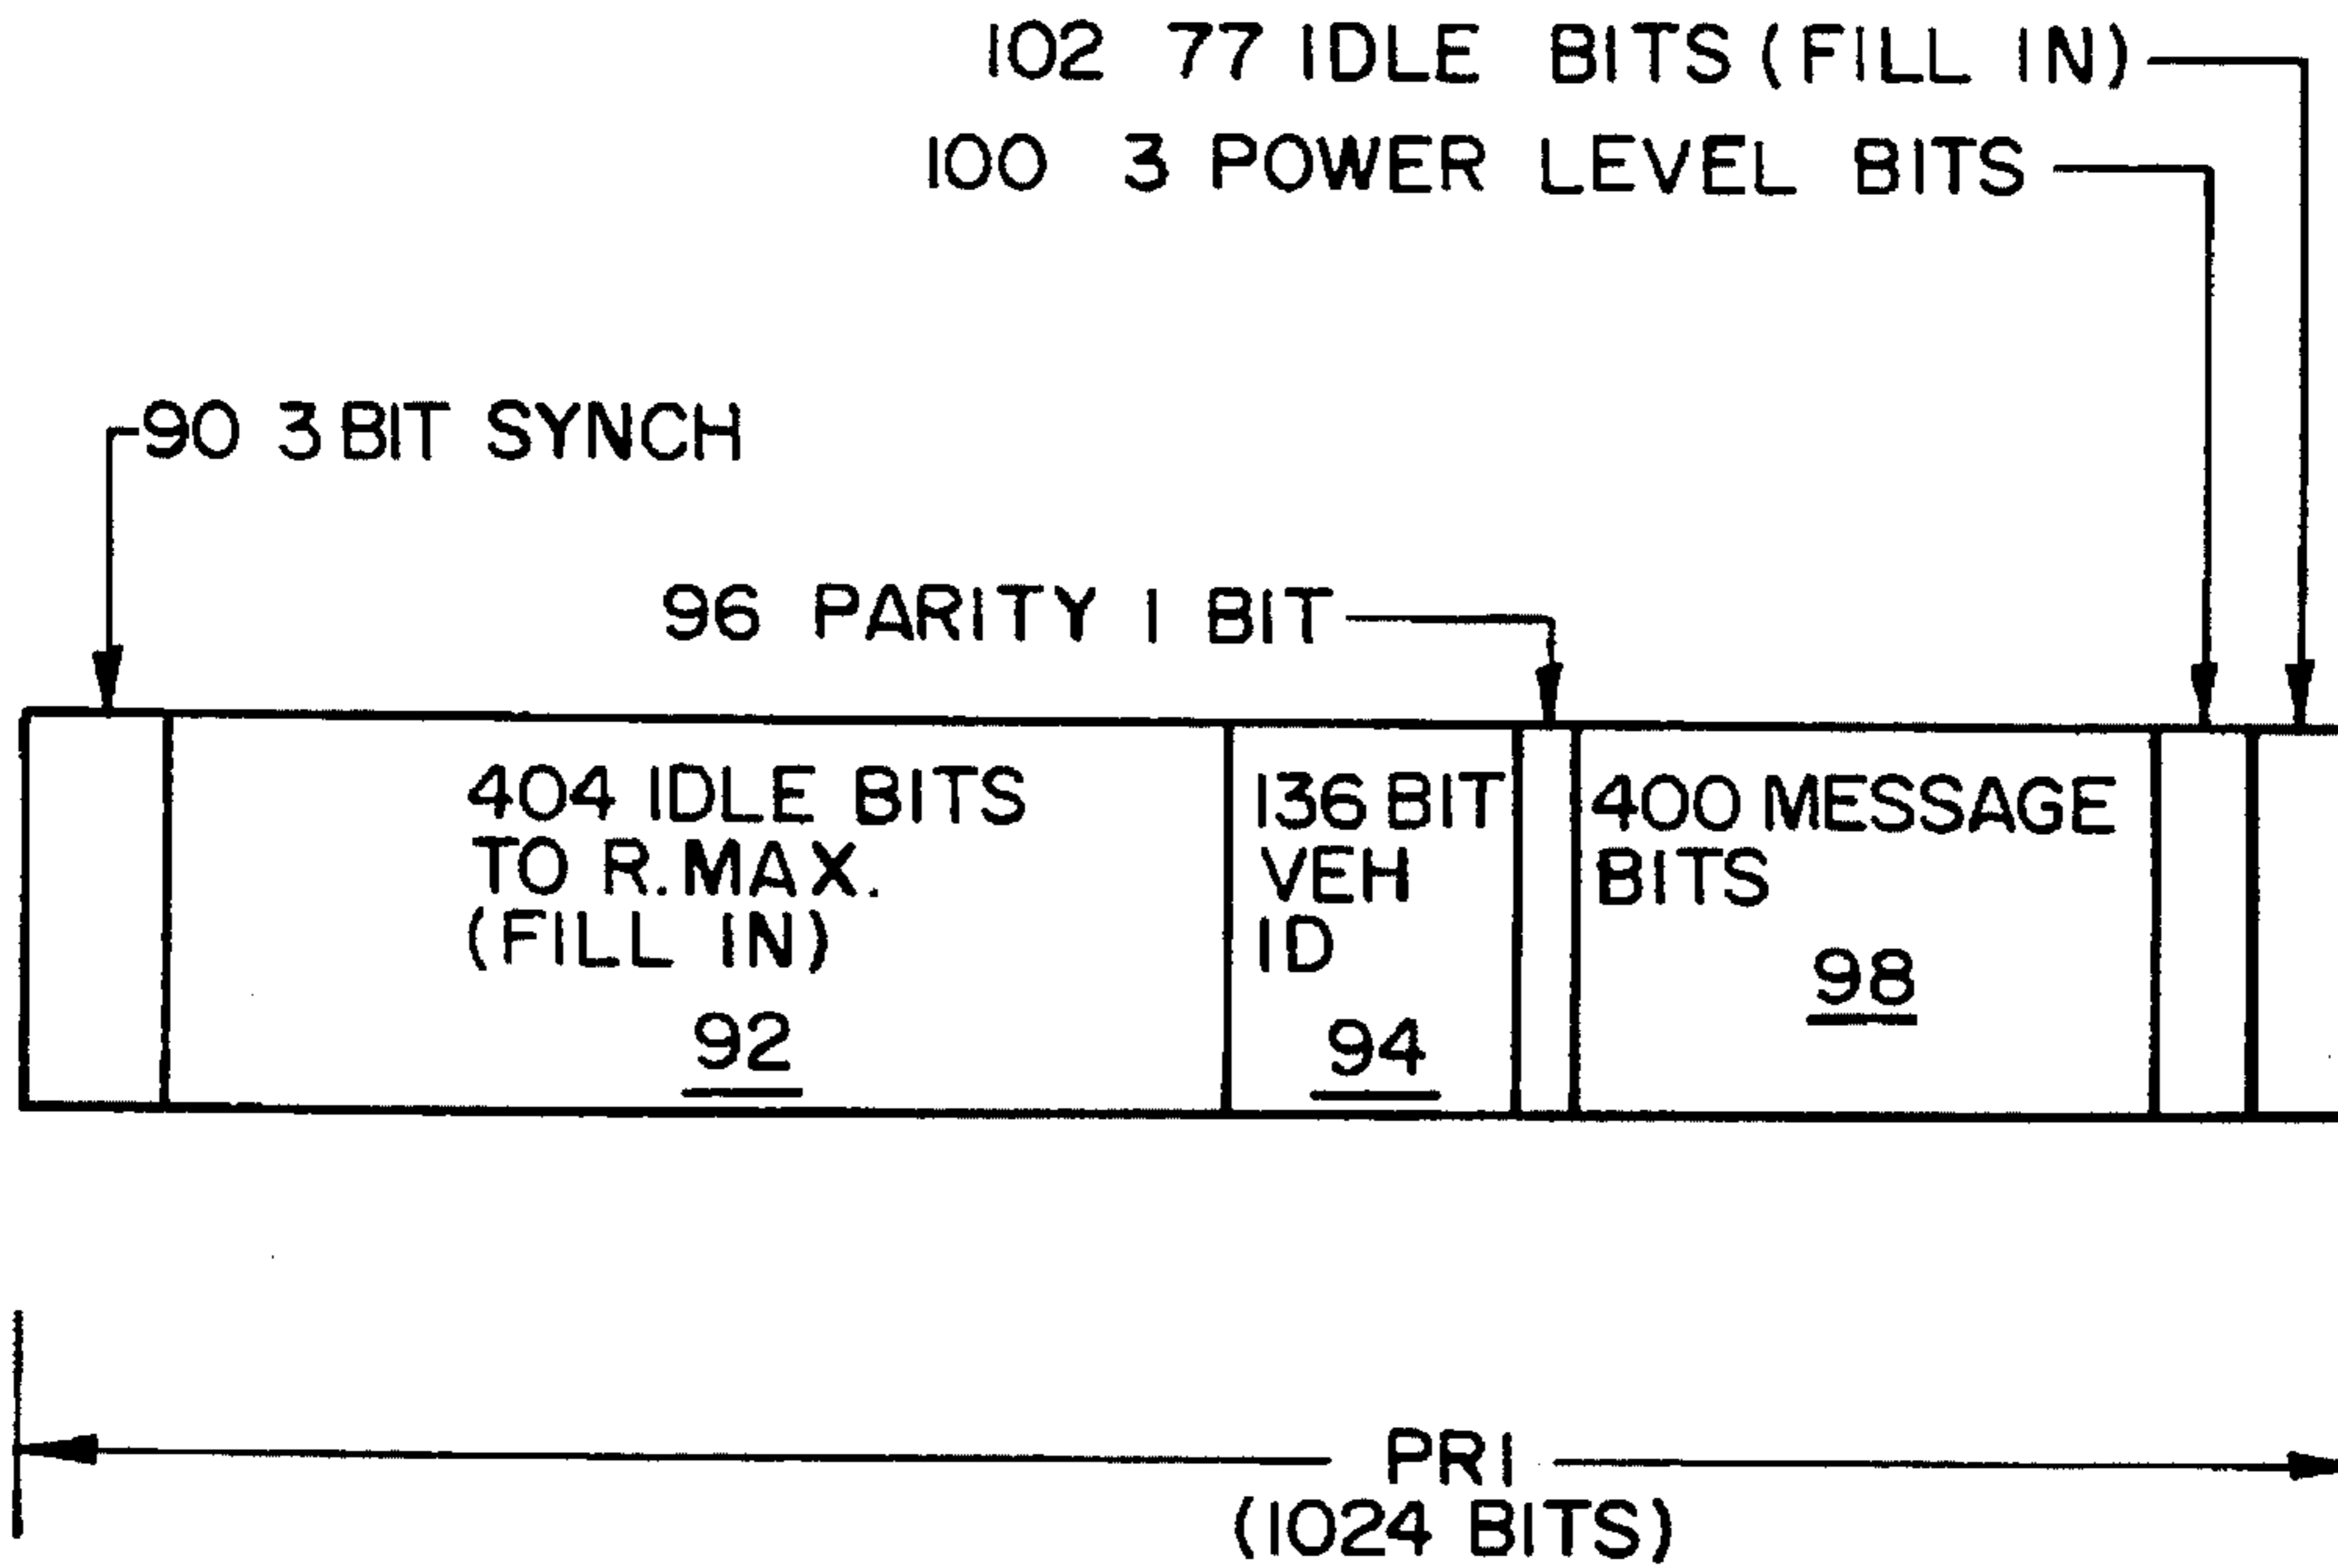 102 77 IDLE BITS (FILL IN)
100 3 POWER LEVEL BITS
90 3 BIT SYNCH
96 PARITY 1 BIT
404 IDLE BITS
TO R. MAX.
(FILL IN)
92
136 BIT
VEH
ID
94
400 MESSAGE
BITS
98
PRI
(1024 BITS)